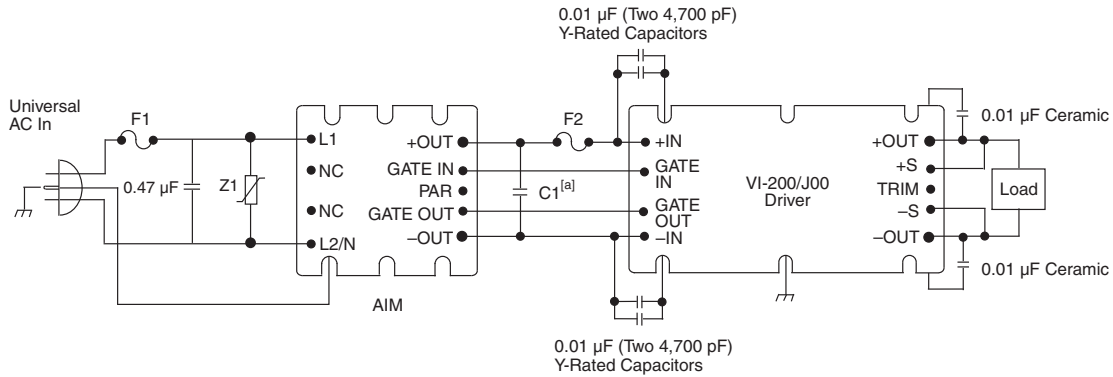 0.01 µF (Two 4,700 pF)
Y-Rated Capacitors
Universal
AC In
F1
0.47 µF
Z1
L1
NC
NC
L2/N
+OUT
GATE IN
PAR
GATE OUT
–OUT
AIM
F2
C1[a]
+IN
GATE
IN
GATE
OUT
–IN
VI-200/J00
Driver
+OUT
+S
TRIM
–S
–OUT
0.01 µF Ceramic
Load
0.01 µF Ceramic
0.01 µF (Two 4,700 pF)
Y-Rated Capacitors